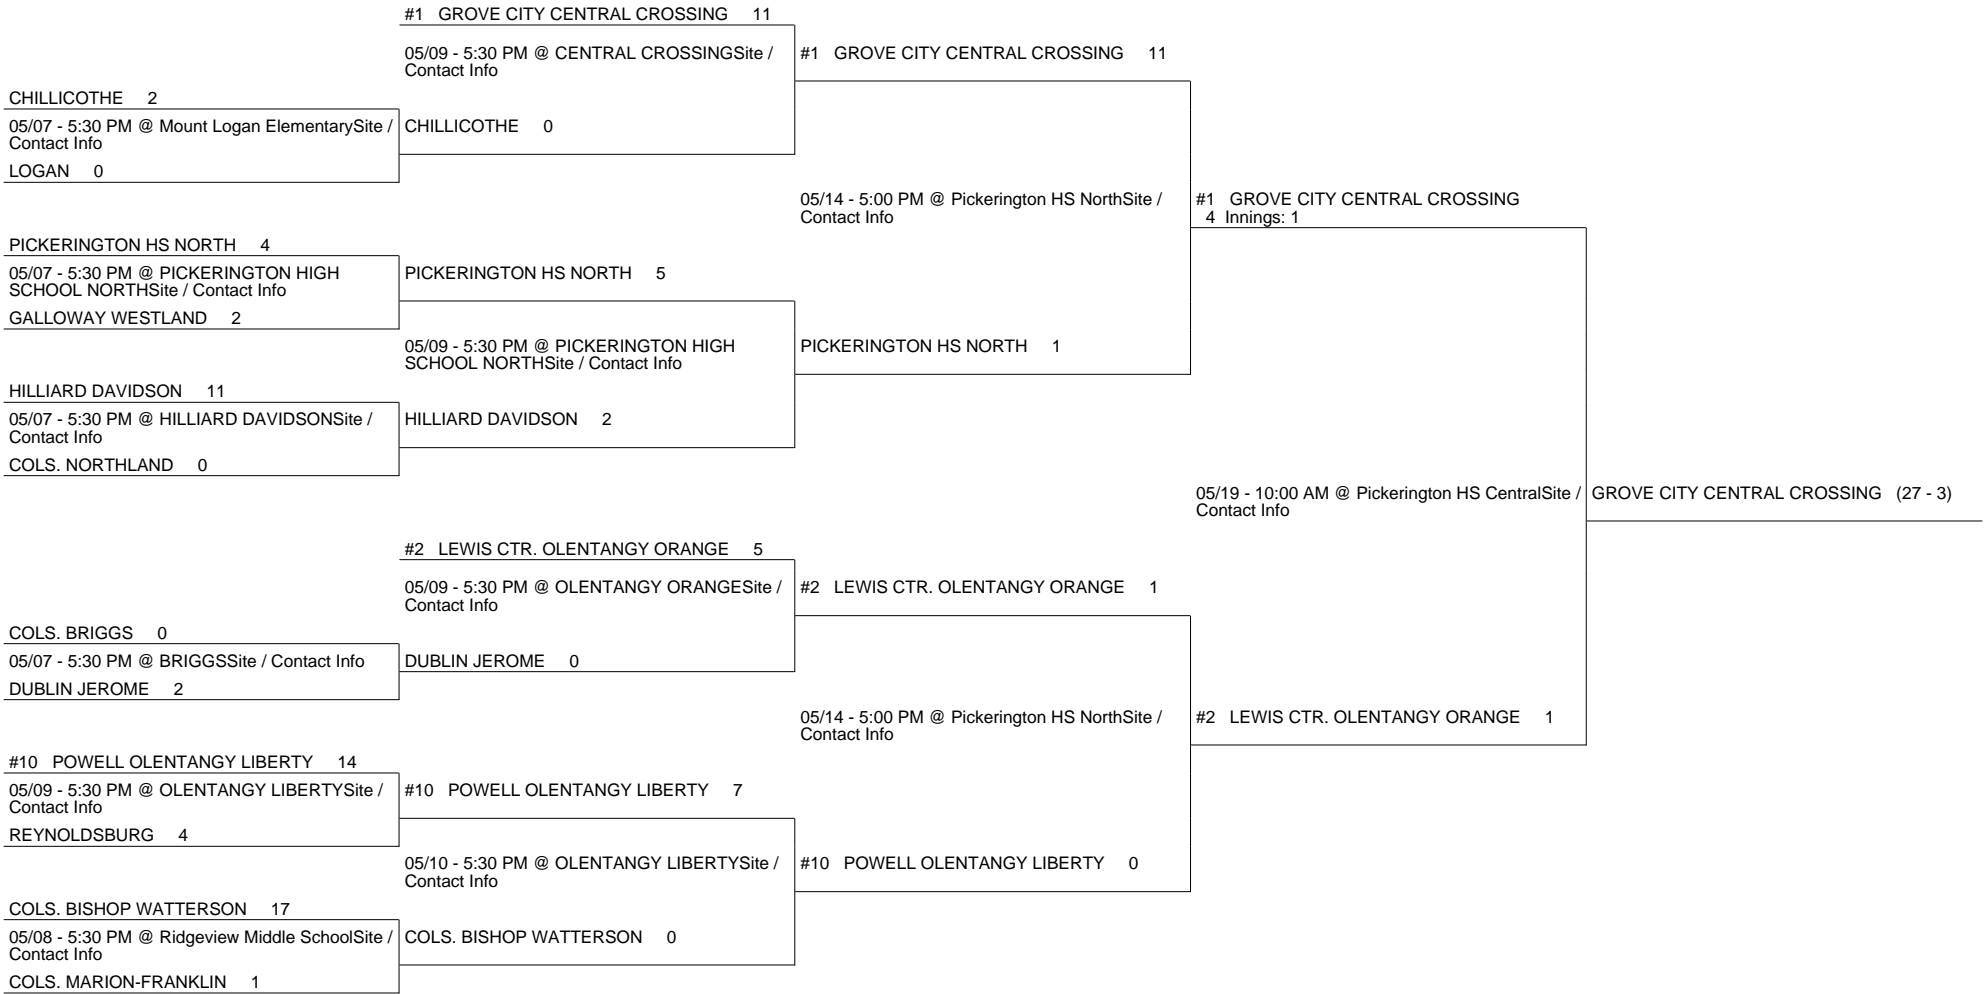 #1 GROVE CITY CENTRAL CROSSING 11
05/09 - 5:30 PM @ CENTRAL CROSSINGSite /
Contact Info
#1 GROVE CITY CENTRAL CROSSING 11
CHILLICOTHE 2
05/07 - 5:30 PM @ Mount Logan ElementarySite /
Contact Info
CHILLICOTHE 0
LOGAN 0
05/14 - 5:00 PM @ Pickerington HS NorthSite /
Contact Info
#1 GROVE CITY CENTRAL CROSSING
4 Innings: 1
PICKERINGTON HS NORTH 4
05/07 - 5:30 PM @ PICKERINGTON HIGH
SCHOOL NORTHSite / Contact Info
PICKERINGTON HS NORTH 5
GALLOWAY WESTLAND 2
05/09 - 5:30 PM @ PICKERINGTON HIGH
SCHOOL NORTHSite / Contact Info
PICKERINGTON HS NORTH 1
HILLIARD DAVIDSON 11
05/07 - 5:30 PM @ HILLIARD DAVIDSONSite /
Contact Info
HILLIARD DAVIDSON 2
COLS. NORTHLAND 0
05/19 - 10:00 AM @ Pickerington HS CentralSite /
Contact Info
GROVE CITY CENTRAL CROSSING (27 - 3)
#2 LEWIS CTR. OLENTANGY ORANGE 5
05/09 - 5:30 PM @ OLENTANGY ORANGESite /
Contact Info
#2 LEWIS CTR. OLENTANGY ORANGE 1
COLS. BRIGGS 0
05/07 - 5:30 PM @ BRIGGSSite / Contact Info
DUBLIN JEROME 0
DUBLIN JEROME 2
05/14 - 5:00 PM @ Pickerington HS NorthSite /
Contact Info
#2 LEWIS CTR. OLENTANGY ORANGE 1
#10 POWELL OLENTANGY LIBERTY 14
05/09 - 5:30 PM @ OLENTANGY LIBERTYSite /
Contact Info
#10 POWELL OLENTANGY LIBERTY 7
REYNOLDSBURG 4
05/10 - 5:30 PM @ OLENTANGY LIBERTYSite /
Contact Info
#10 POWELL OLENTANGY LIBERTY 0
COLS. BISHOP WATTERSON 17
05/08 - 5:30 PM @ Ridgeview Middle SchoolSite /
Contact Info
COLS. BISHOP WATTERSON 0
COLS. MARION-FRANKLIN 1